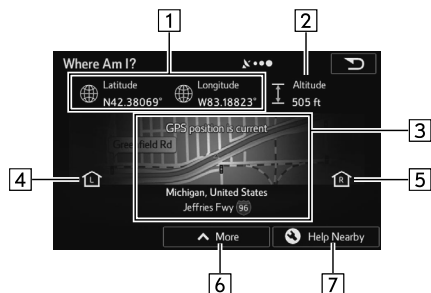 1
2
Where Am I?
Latitude
N42.38069°
Longitude
W83.18823°
Altitude
505 ft
GPS position is current
3
Greenfield Rd
4
L
R
5
Michigan, United States
Jeffries Fwy 96
More
Help Nearby
6
7